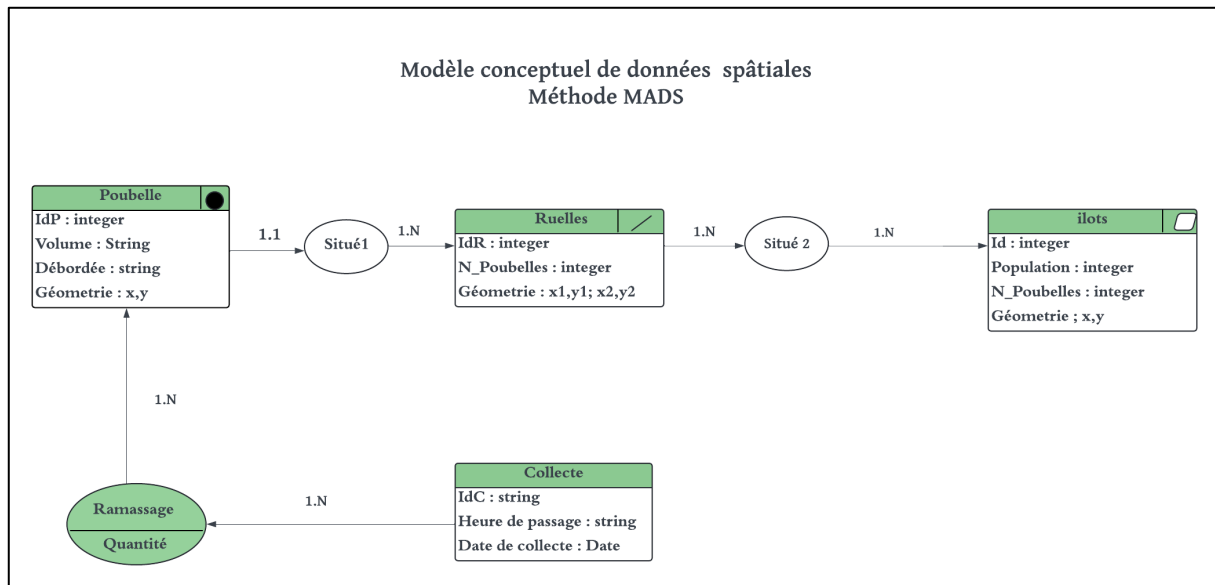 Modèle conceptuel de données spâtiales
Méthode MADS
Poubelle
IdP : integer
Volume : String
Débordée : string
Géometrie : x,y
1.1
Situé1
1.N
Ruelles
IdR : integer
N_Poubelles : integer
Géometrie : x1,y1; x2,y2
1.N
Situé 2
1.N
ilots
Id : integer
Population : integer
N_Poubelles : integer
Géometrie ; x,y
1.N
Ramassage
Quantité
1.N
Collecte
IdC : string
Heure de passage : string
Date de collecte : Date